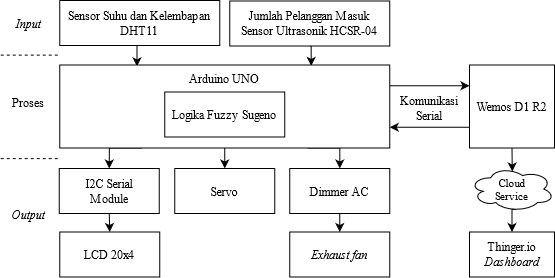 Input
Sensor Suhu dan Kelembapan
DHT11
Jumlah Pelanggan Masuk
Sensor Ultrasonik HCSR-04
Proses
Arduino UNO
Logika Fuzzy Sugeno
Komunikasi
Serial
Wemos D1 R2
Output
I2C Serial
Module
Servo
Dimmer AC
Cloud
Service
LCD 20x4
Exhaust fan
Thinger.io
Dashboard